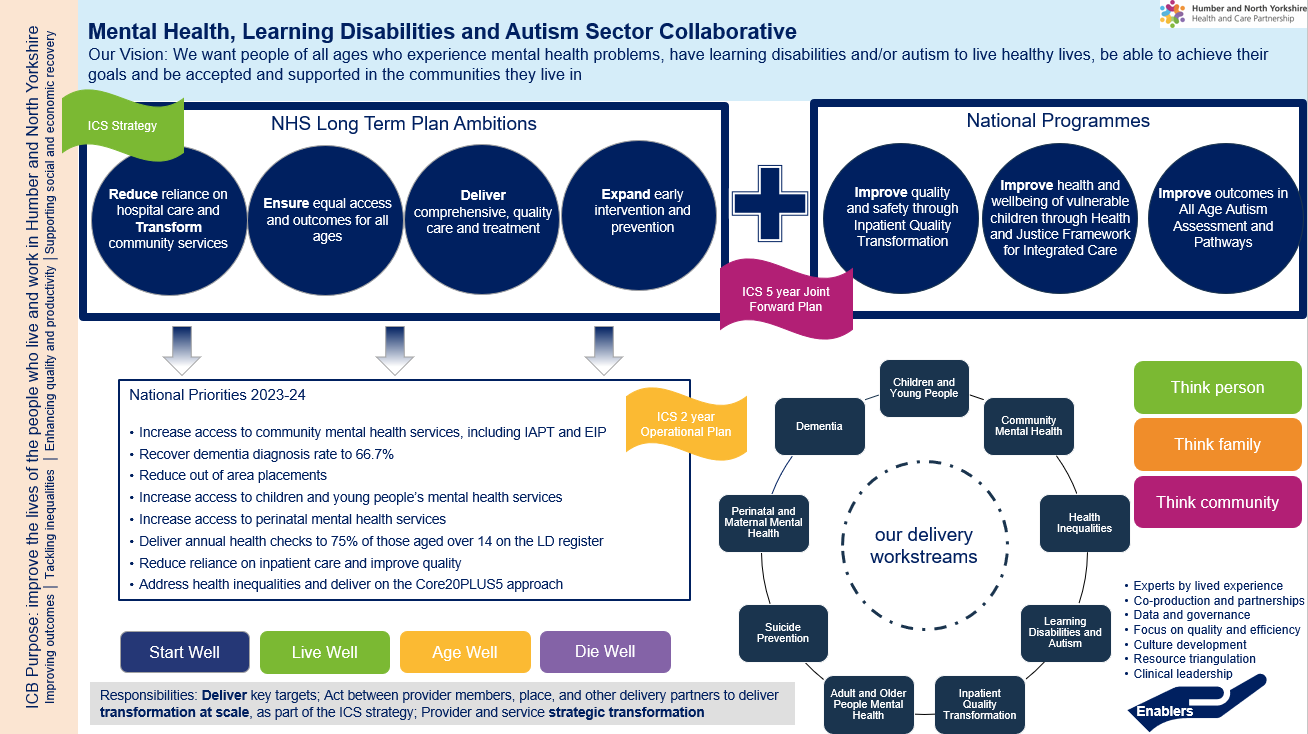 Humber and North Yorkshire
Health and Care Partnership
Mental Health, Learning Disabilities and Autism Sector Collaborative
Our Vision: We want people of all ages who experience mental health problems, have learning disabilities and/or autism to live healthy lives, be able to achieve their
goals and be accepted and supported in the communities they live in
ICB Purpose: improve the lives of the people who live and work in Humber and North Yorkshire
Improving outcomes | Tackling inequalities | Enhancing quality and productivity | Supporting social and economic recovery
ICS Strategy
NHS Long Term Plan Ambitions
Reduce reliance on
hospital care and
Transform
community services
Ensure equal access
and outcomes for all
ages
Deliver
comprehensive, quality
care and treatment
Expand early
intervention and
prevention
National Programmes
Improve quality
and safety through
Inpatient Quality
Transformation
Improve health and
wellbeing of vulnerable
children through Health
and Justice Framework
for Integrated Care
Improve outcomes in
All Age Autism
Assessment and
Pathways
ICS 5 year Joint
Forward Plan
National Priorities 2023-24
• Increase access to community mental health services, including IAPT and EIP
• Recover dementia diagnosis rate to 66.7%
• Reduce out of area placements
• Increase access to children and young people's mental health services
• Increase access to perinatal mental health services
• Deliver annual health checks to 75% of those aged over 14 on the LD register
• Reduce reliance on inpatient care and improve quality
• Address health inequalities and deliver on the Core20PLUS5 approach
ICS 2 year
Operational Plan
Start Well
Live Well
Age Well
Die Well
Responsibilities: Deliver key targets; Act between provider members, place, and other delivery partners to deliver
transformation at scale, as part of the ICS strategy; Provider and service strategic transformation
our delivery
workstreams
Children and
Young People
Community
Mental Health
Health
Inequalities
Learning
Disabilities and
Autism
Inpatient
Quality
Transformation
Adult and Older
People Mental
Health
Suicide
Prevention
Perinatal and
Maternal Mental
Health
Dementia
Think person
Think family
Think community
• Experts by lived experience
• Co-production and partnerships
• Data and governance
• Focus on quality and efficiency
• Culture development
• Resource triangulation
• Clinical leadership
Enablers